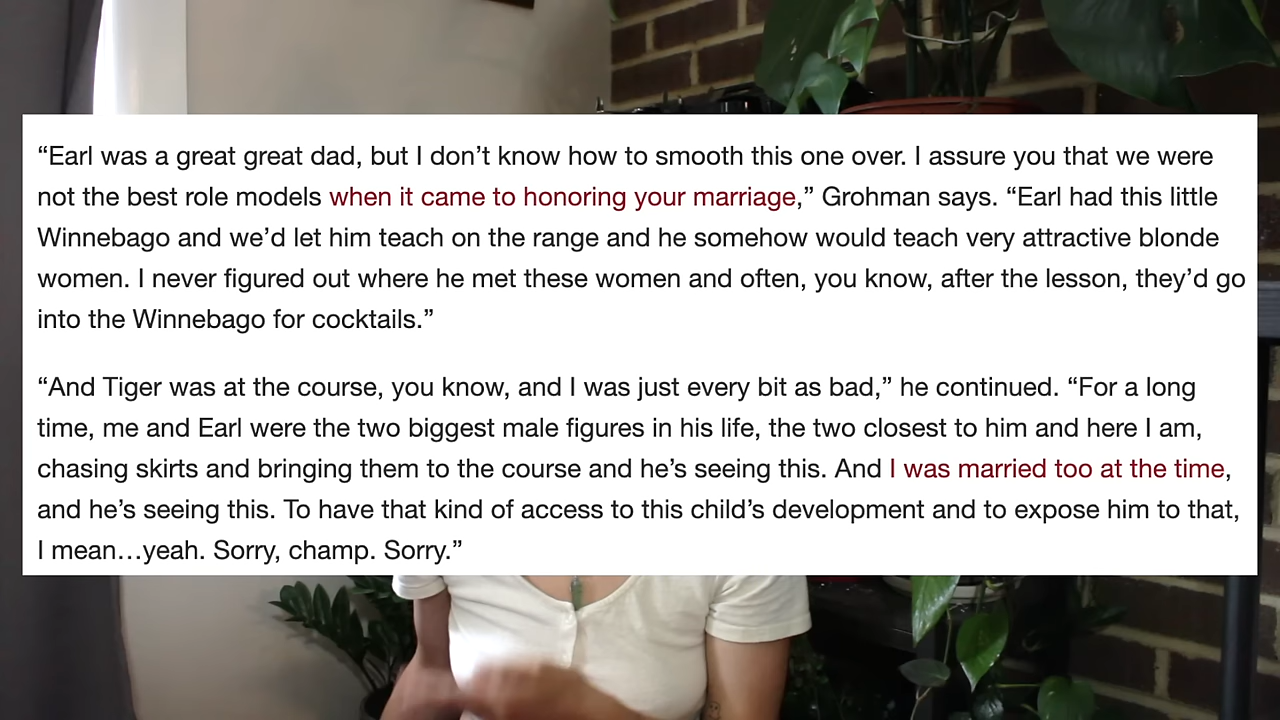 “Earl was a great great dad, but I don’t know how to smooth this one over. I assure you that we were
not the best role models when it came to honoring your marriage,” Grohman says. “Earl had this little
Winnebago and we’d let him teach on the range and he somehow would teach very attractive blonde
women. I never figured out where he met these women and often, you know, after the lesson, they’d go
into the Winnebago for cocktails.”
“And Tiger was at the course, you know, and I was just every bit as bad,” he continued. “For a long
time, me and Earl were the two biggest male figures in his life, the two closest to him and here I am,
chasing skirts and bringing them to the course and he’s seeing this. And I was married too at the time,
and he’s seeing this. To have that kind of access to this child’s development and to expose him to that,
I mean…yeah. Sorry, champ. Sorry.”